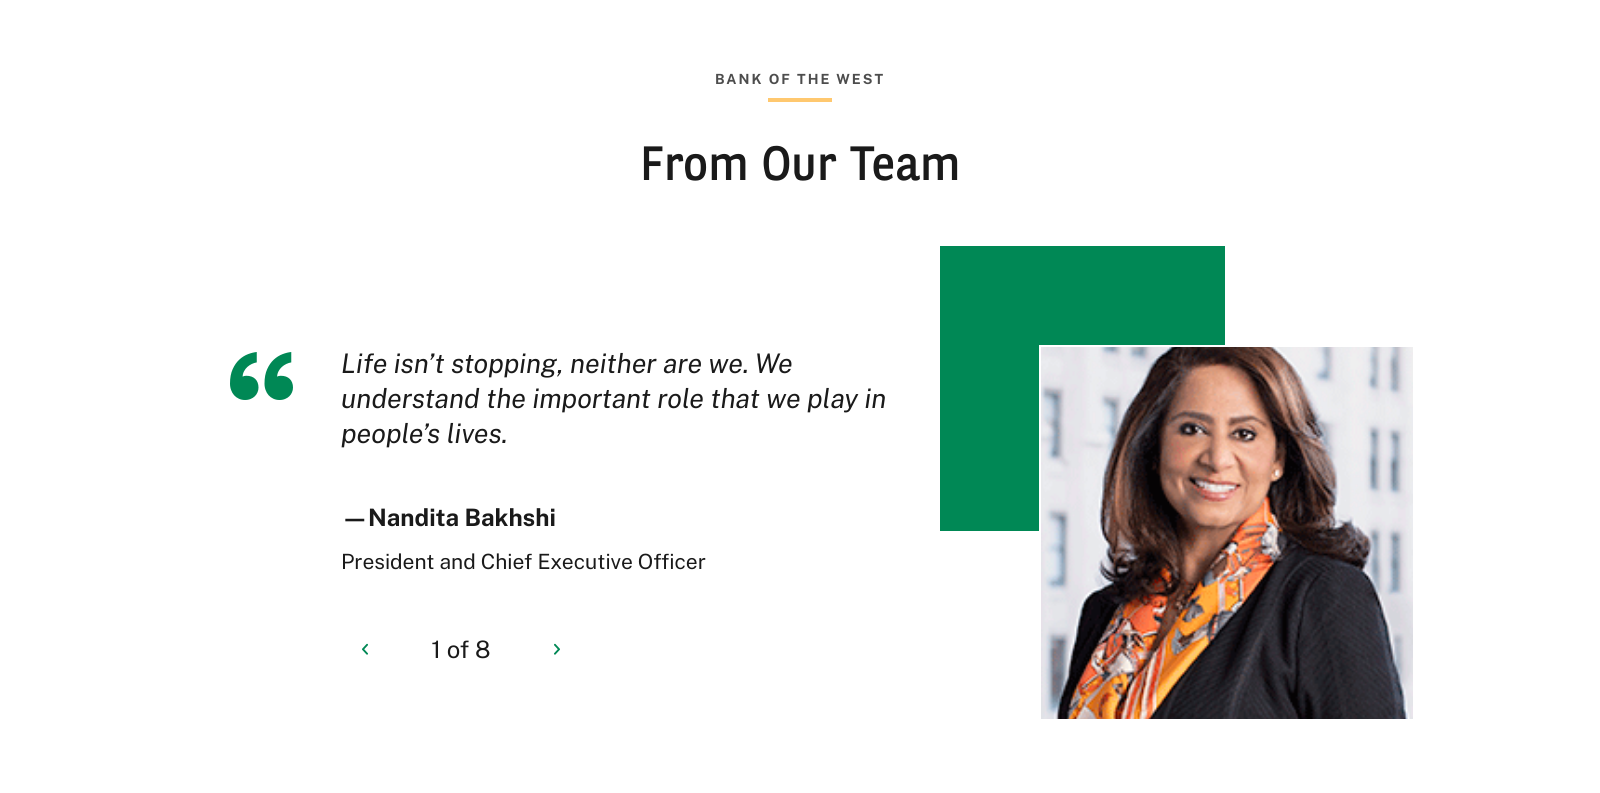 BANK OF THE WEST
From Our Team
“
Life isn’t stopping, neither are we. We
understand the important role that we play in
people’s lives.
—Nandita Bakhshi
President and Chief Executive Officer
‹ 1 of 8 ›